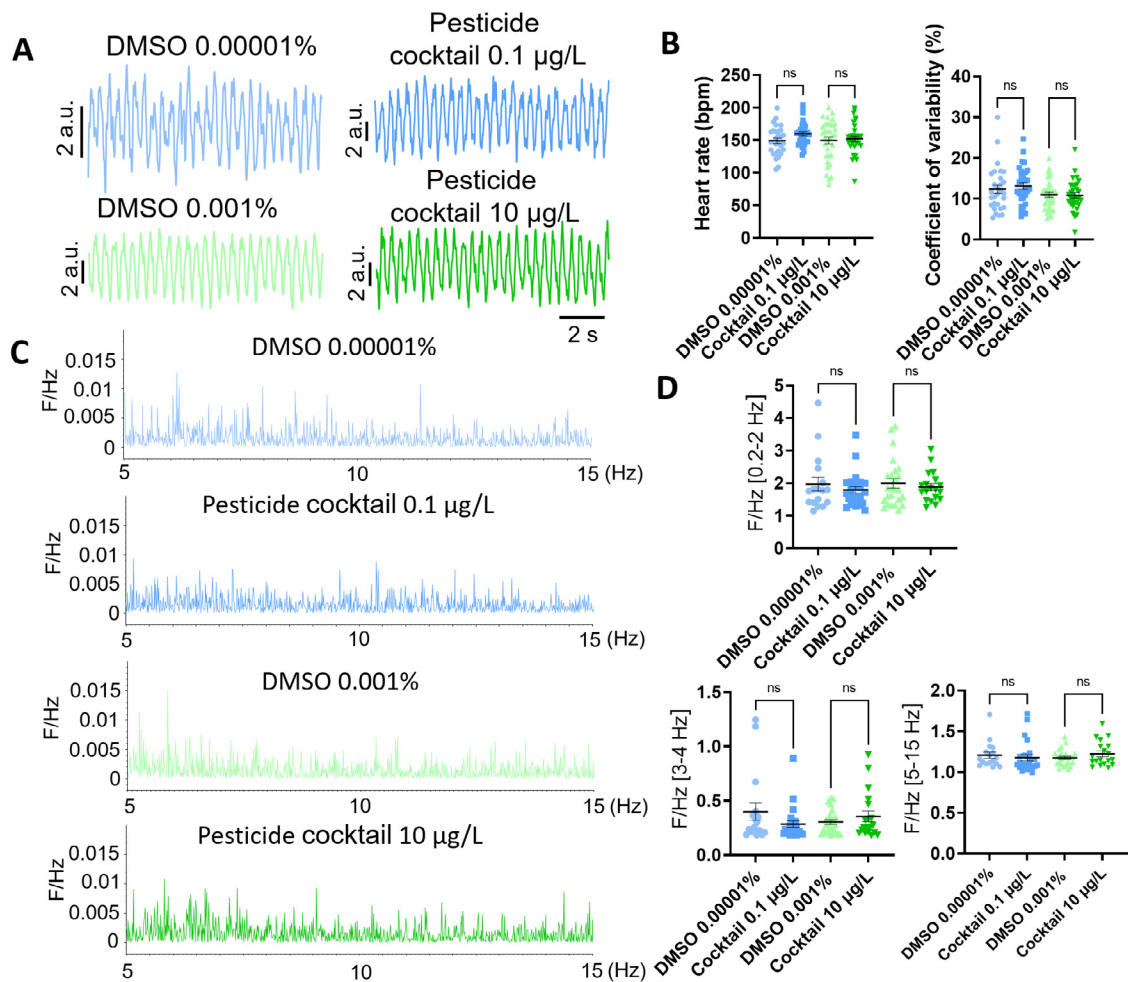 A
DMSO 0.00001%
2 a.u.
Pesticide
cocktail 0.1 µg/L
2 a.u.
DMSO 0.001%
2 a.u.
Pesticide
cocktail 10 µg/L
2 a.u.
2 s
B
Heart rate (bpm)
250
200
150
100
50
0
ns
ns
DMSO 0.00001%
Cocktail 0.1 µg/L
DMSO 0.001%
Cocktail 10 µg/L
Coefficient of variability (%)
40
30
20
10
0
ns
ns
DMSO 0.00001%
Cocktail 0.1 µg/L
DMSO 0.001%
Cocktail 10 µg/L
C
DMSO 0.00001%
F/Hz
0.015
0.01
0.005
0
5
10
15 (Hz)
Pesticide cocktail 0.1 µg/L
F/Hz
0.015
0.01
0.005
0
5
10
15 (Hz)
DMSO 0.001%
F/Hz
0.015
0.01
0.005
0
5
10
15 (Hz)
Pesticide cocktail 10 µg/L
F/Hz
0.015
0.01
0.005
0
5
10
15 (Hz)
D
F/Hz [0.2-2 Hz]
5
4
3
2
1
0
ns
ns
DMSO 0.00001%
Cocktail 0.1 µg/L
DMSO 0.001%
Cocktail 10 µg/L
F/Hz [3-4 Hz]
1.5
1.0
0.5
0.0
ns
ns
DMSO 0.00001%
Cocktail 0.1 µg/L
DMSO 0.001%
Cocktail 10 µg/L
F/Hz [5-15 Hz]
2.0
1.5
1.0
0.5
0.0
ns
ns
DMSO 0.00001%
Cocktail 0.1 µg/L
DMSO 0.001%
Cocktail 10 µg/L